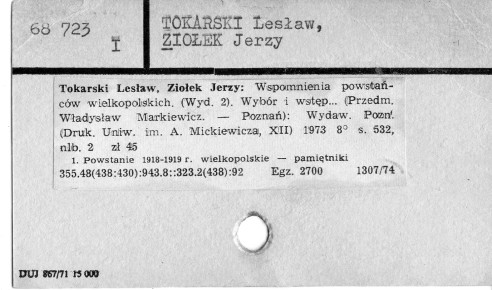 68 723
I
TOKARSKI Lesław,
ZIOŁEK Jerzy
Tokarski Lesław, Ziołek Jerzy: Wspomnienia powstań-
ców wielkopolskich. (Wyd. 2). Wybór i wstęp... (Przedm.
Władysław Markiewicz. — Poznań): Wydaw. Pozn.
(Druk. Uniw. im. A. Mickiewicza, XII) 1973 8° s. 532,
nlb. 2 zł 45
1. Powstanie 1918-1919 r. wielkopolskie — pamiętniki
355.48(438:430):943.8::323.2(438):92 Egz. 2700 1307/74
DUJ 867/71 15 000